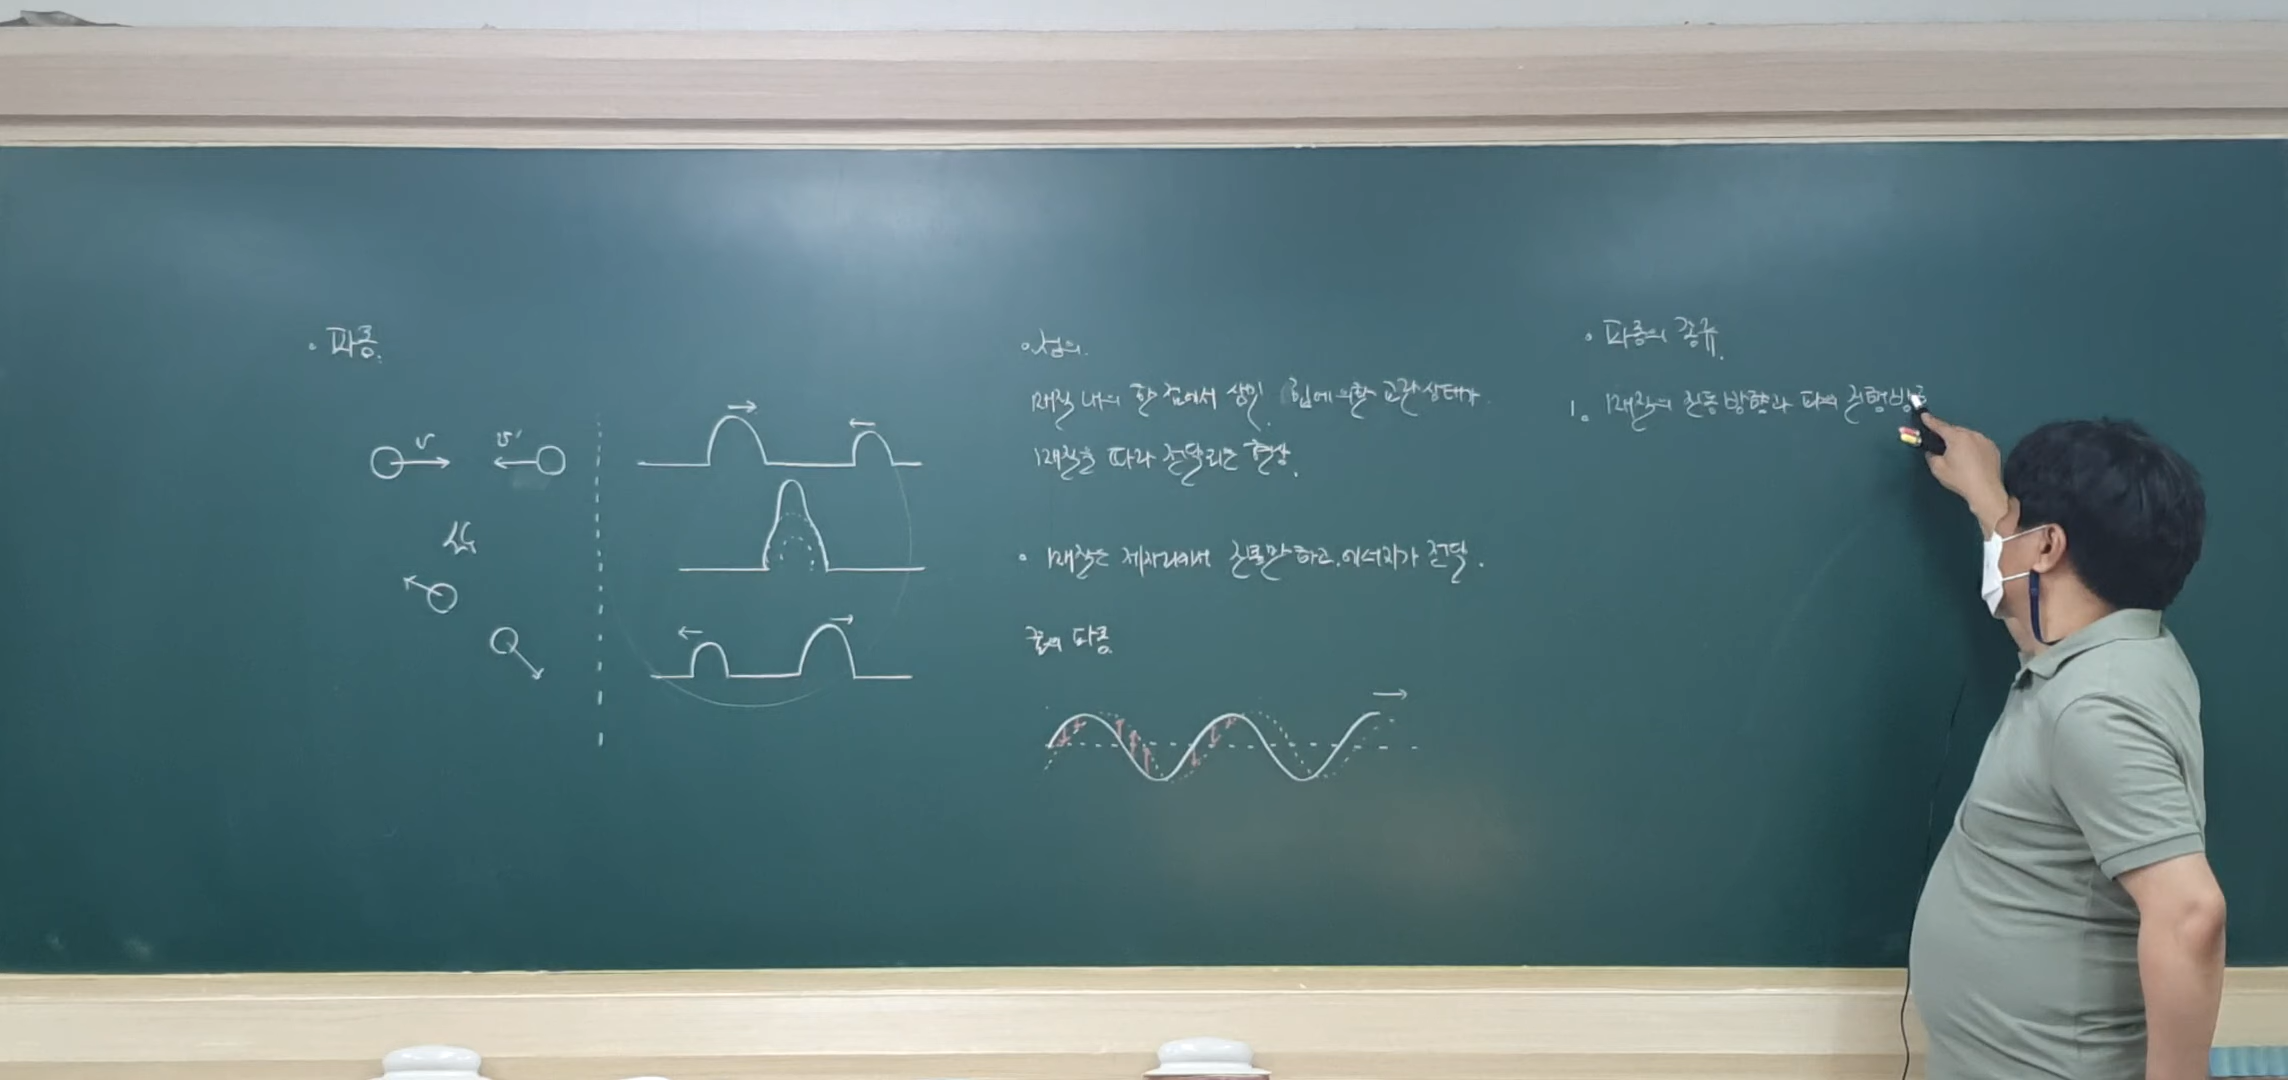 • 파동.
v v'
• 정의.
매질 내의 한 점에서 생긴 힘에 의한 교란상태가
매질을 따라 전달되는 현상.
• 매질은 제자리에서 진동만 하고, 에너지가 전달.
줄의 파동
• 파동의 종류.
1. 매질의 진동방향과 파의 진행방향